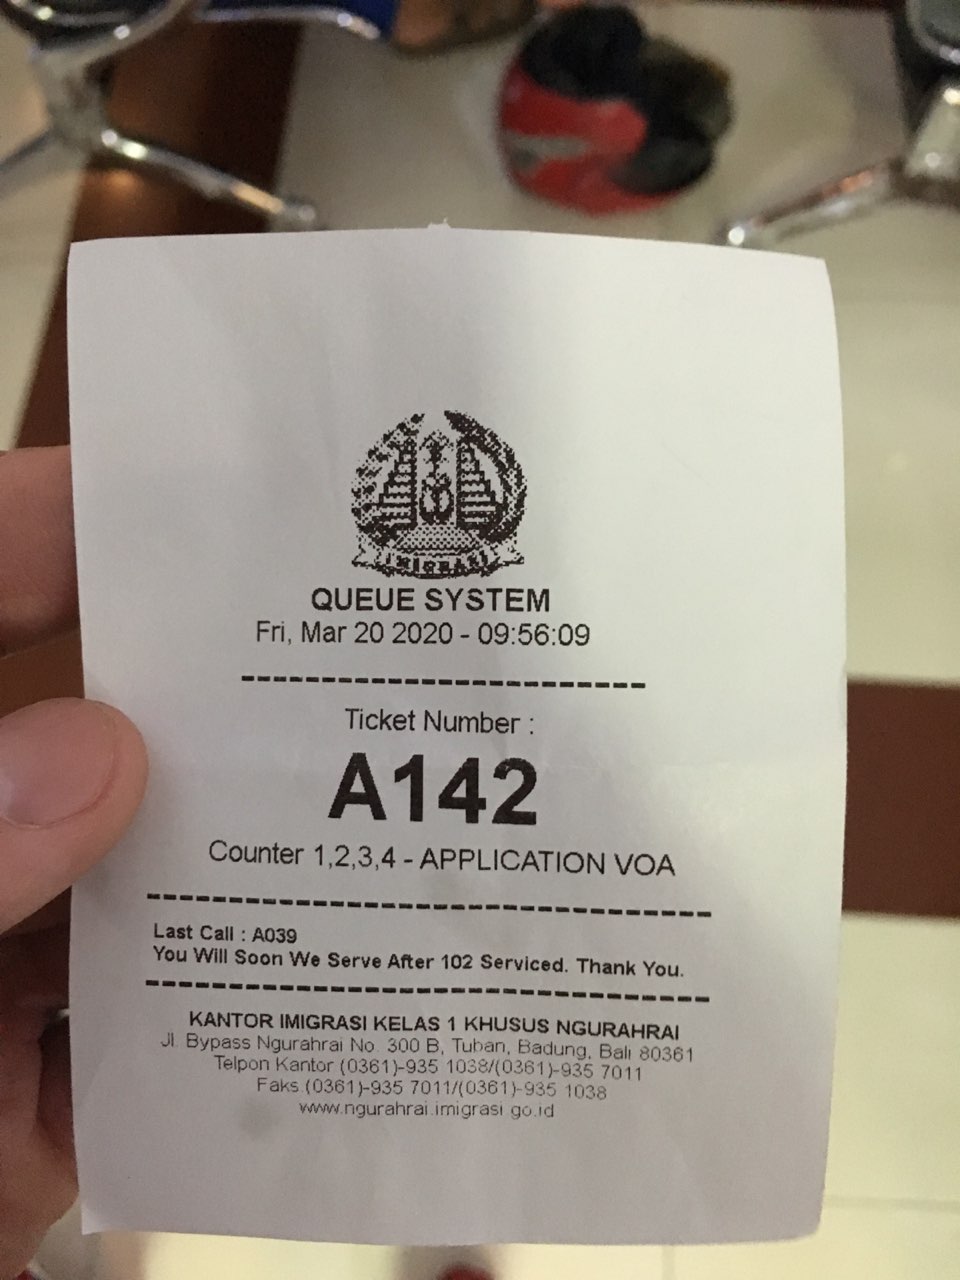 IMIGRASI
QUEUE SYSTEM
Fri, Mar 20 2020 - 09:56:09
Ticket Number :
A142
Counter 1,2,3,4 - APPLICATION VOA
Last Call : A039
You Will Soon We Serve After 102 Serviced. Thank You.
KANTOR IMIGRASI KELAS 1 KHUSUS NGURAHRAI
Jl. Bypass Ngurahrai No. 300 B, Tuban, Badung, Bali 80361
Telpon Kantor (0361)-935 1038/(0361)-935 7011
Faks.(0361)-935 7011/(0361)-935 1038
www.ngurahrai.imigrasi.go.id